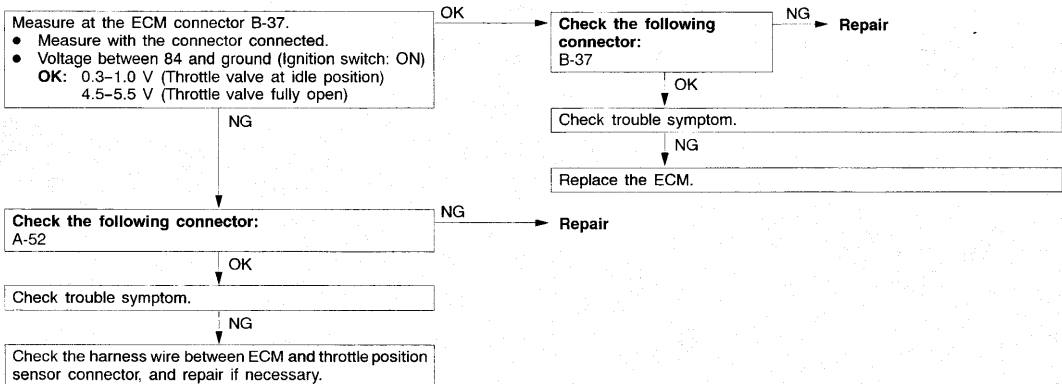 Measure at the ECM connector B-37.
● Measure with the connector connected.
● Voltage between 84 and ground (Ignition switch: ON)
OK: 0.3–1.0 V (Throttle valve at idle position)
4.5–5.5 V (Throttle valve fully open)
OK
Check the following
connector:
B-37
NG
Repair
OK
Check trouble symptom.
NG
Replace the ECM.
NG
Check the following connector:
A-52
NG
Repair
OK
Check trouble symptom.
NG
Check the harness wire between ECM and throttle position
sensor connector, and repair if necessary.